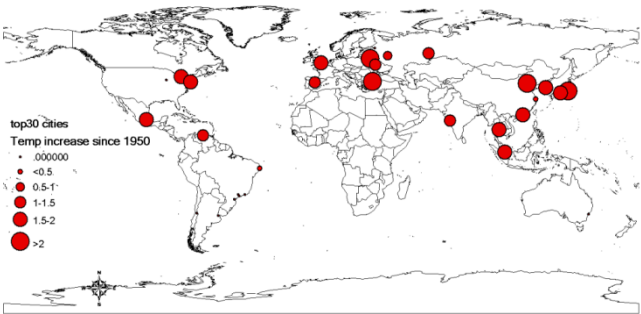 top30 cities
Temp increase since 1950
.000000
<0.5
0.5-1
1-1.5
1.5-2
>2
N
S